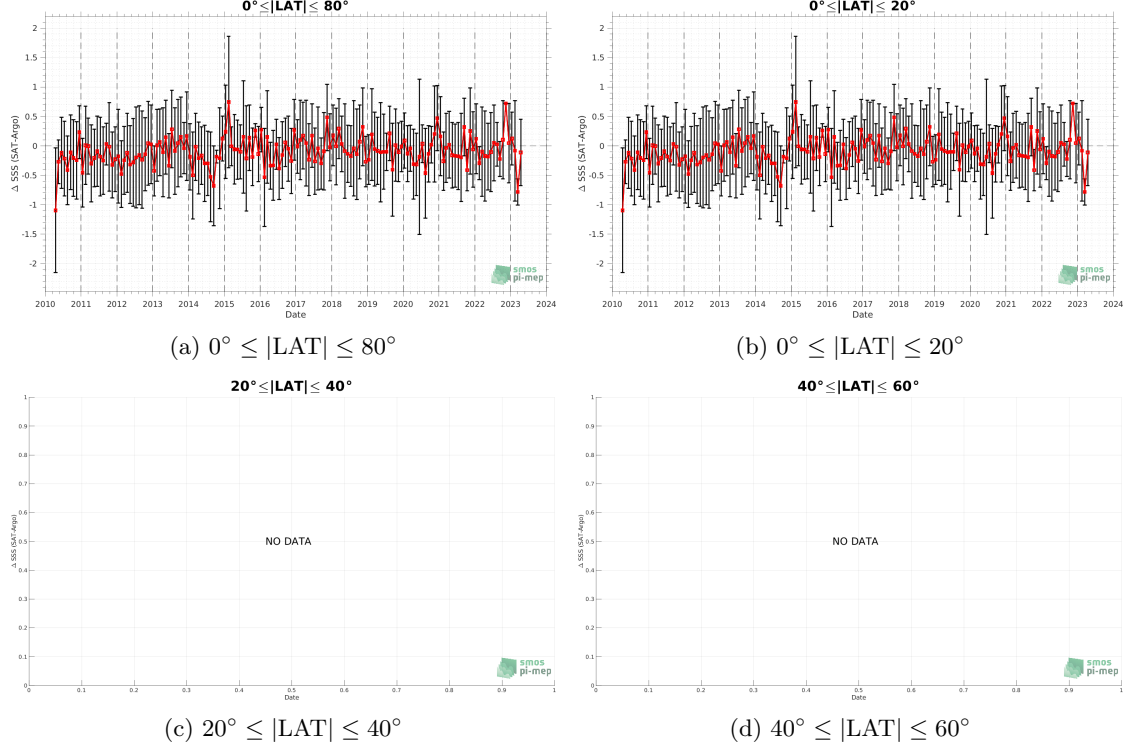 0°≤|LAT|≤ 80°
2
1.5
1
0.5
0
-0.5
-1
-1.5
-2
Δ SSS (SAT-Argo)
2010 2011 2012 2013 2014 2015 2016 2017 2018 2019 2020 2021 2022 2023 2024
Date
smos
pi-mep
(a) 0° ≤ |LAT| ≤ 80°
0°≤|LAT|≤ 20°
2
1.5
1
0.5
0
-0.5
-1
-1.5
-2
Δ SSS (SAT-Argo)
2010 2011 2012 2013 2014 2015 2016 2017 2018 2019 2020 2021 2022 2023 2024
Date
smos
pi-mep
(b) 0° ≤ |LAT| ≤ 20°
20°≤|LAT|≤ 40°
1
0.9
0.8
0.7
0.6
0.5
0.4
0.3
0.2
0.1
0
Δ SSS (SAT-Argo)
NO DATA
0 0.1 0.2 0.3 0.4 0.5 0.6 0.7 0.8 0.9 1
Date
smos
pi-mep
(c) 20° ≤ |LAT| ≤ 40°
40°≤|LAT|≤ 60°
1
0.9
0.8
0.7
0.6
0.5
0.4
0.3
0.2
0.1
0
Δ SSS (SAT-Argo)
NO DATA
0 0.1 0.2 0.3 0.4 0.5 0.6 0.7 0.8 0.9 1
Date
smos
pi-mep
(d) 40° ≤ |LAT| ≤ 60°